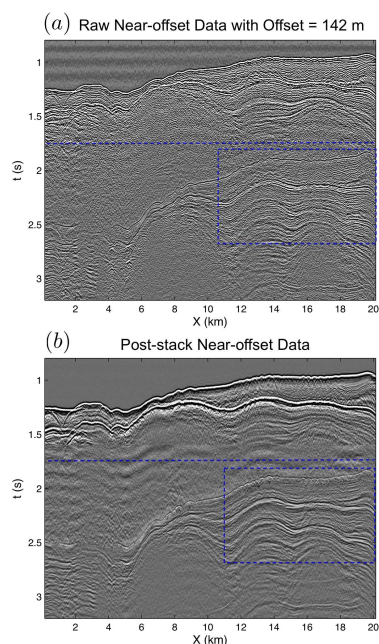 (a) Raw Near-offset Data with Offset = 142 m
1
1.5
2
2.5
3
t (s)
2 4 6 8 10 12 14 16 18 20
X (km)
(b) Post-stack Near-offset Data
1
1.5
2
2.5
3
t (s)
2 4 6 8 10 12 14 16 18 20
X (km)